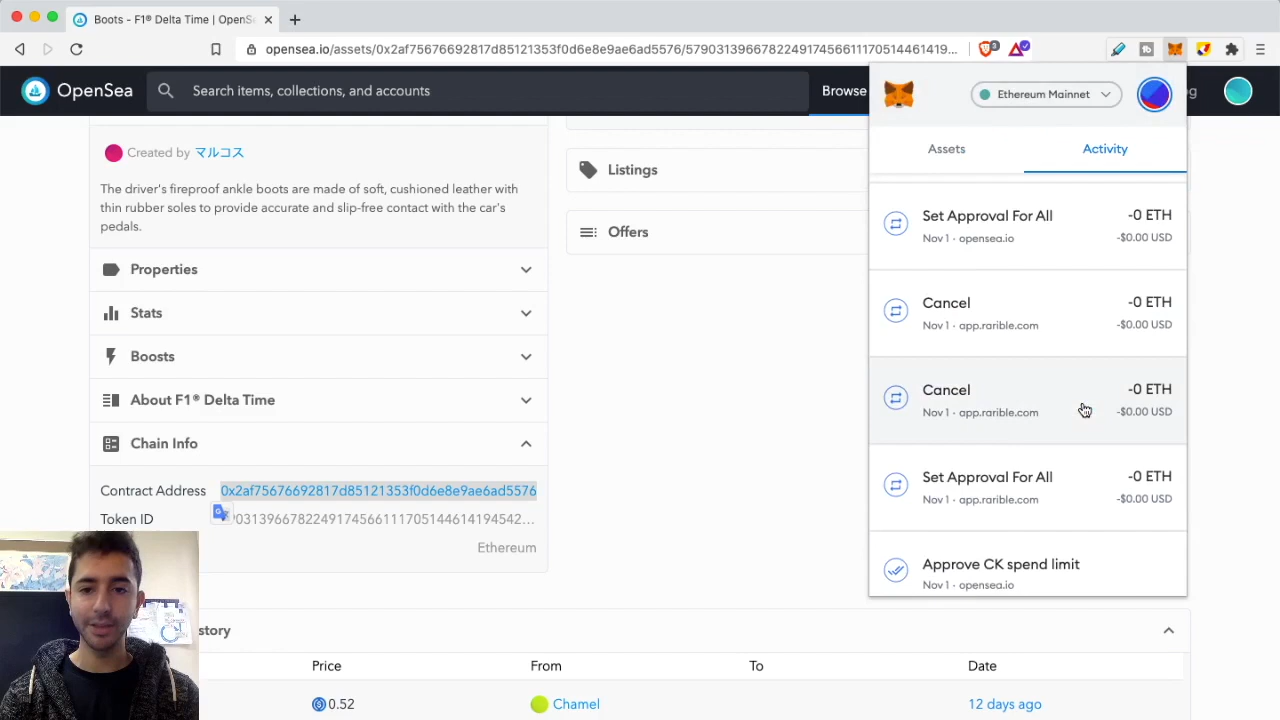 Boots - F1® Delta Time | OpenS
opensea.io/assets/0x2af75676692817d85121353f0d6e8e9ae6ad5576/579031396678224917456611170514461419...
OpenSea
Search items, collections, and accounts
Browse
Ethereum Mainnet
Assets
Activity
Created by マルコス
The driver's fireproof ankle boots are made of soft, cushioned leather with
thin rubber soles to provide accurate and slip-free contact with the car's
pedals.
Properties
Stats
Boosts
About F1® Delta Time
Chain Info
Contract Address 0x2af75676692817d85121353f0d6e8e9ae6ad5576
Token ID 03139667822491745661117051446141945​42...
Ethereum
Listings
Offers
Set Approval For All -0 ETH
Nov 1 · opensea.io -$0.00 USD
Cancel -0 ETH
Nov 1 · app.rarible.com -$0.00 USD
Cancel -0 ETH
Nov 1 · app.rarible.com -$0.00 USD
Set Approval For All -0 ETH
Nov 1 · app.rarible.com -$0.00 USD
Approve CK spend limit
Nov 1 · opensea.io
story
Price From To Date
0.52 Chamel 12 days ago